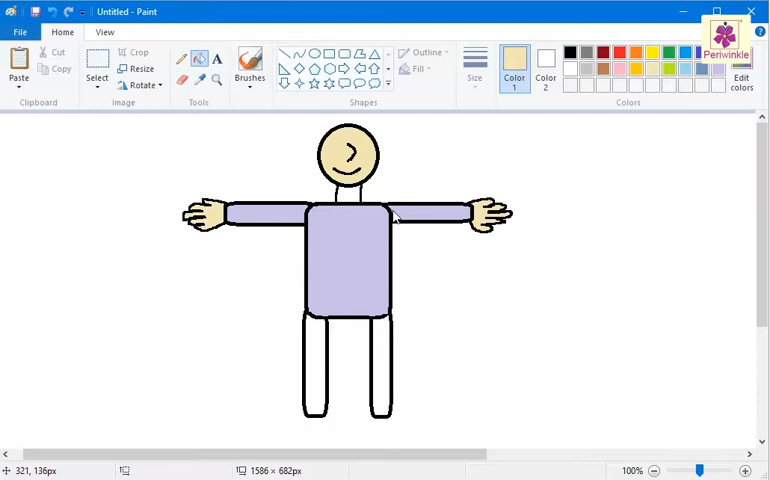 Untitled - Paint
File Home View
Periwinkle
Paste
Cut
Copy
Clipboard
Select
Crop
Resize
Rotate
Image
A
Tools
Brushes
Outline
Fill
Shapes
Size
Color 1
Color 2
Edit colors
Colors
321, 136px
1586 × 682px
100%